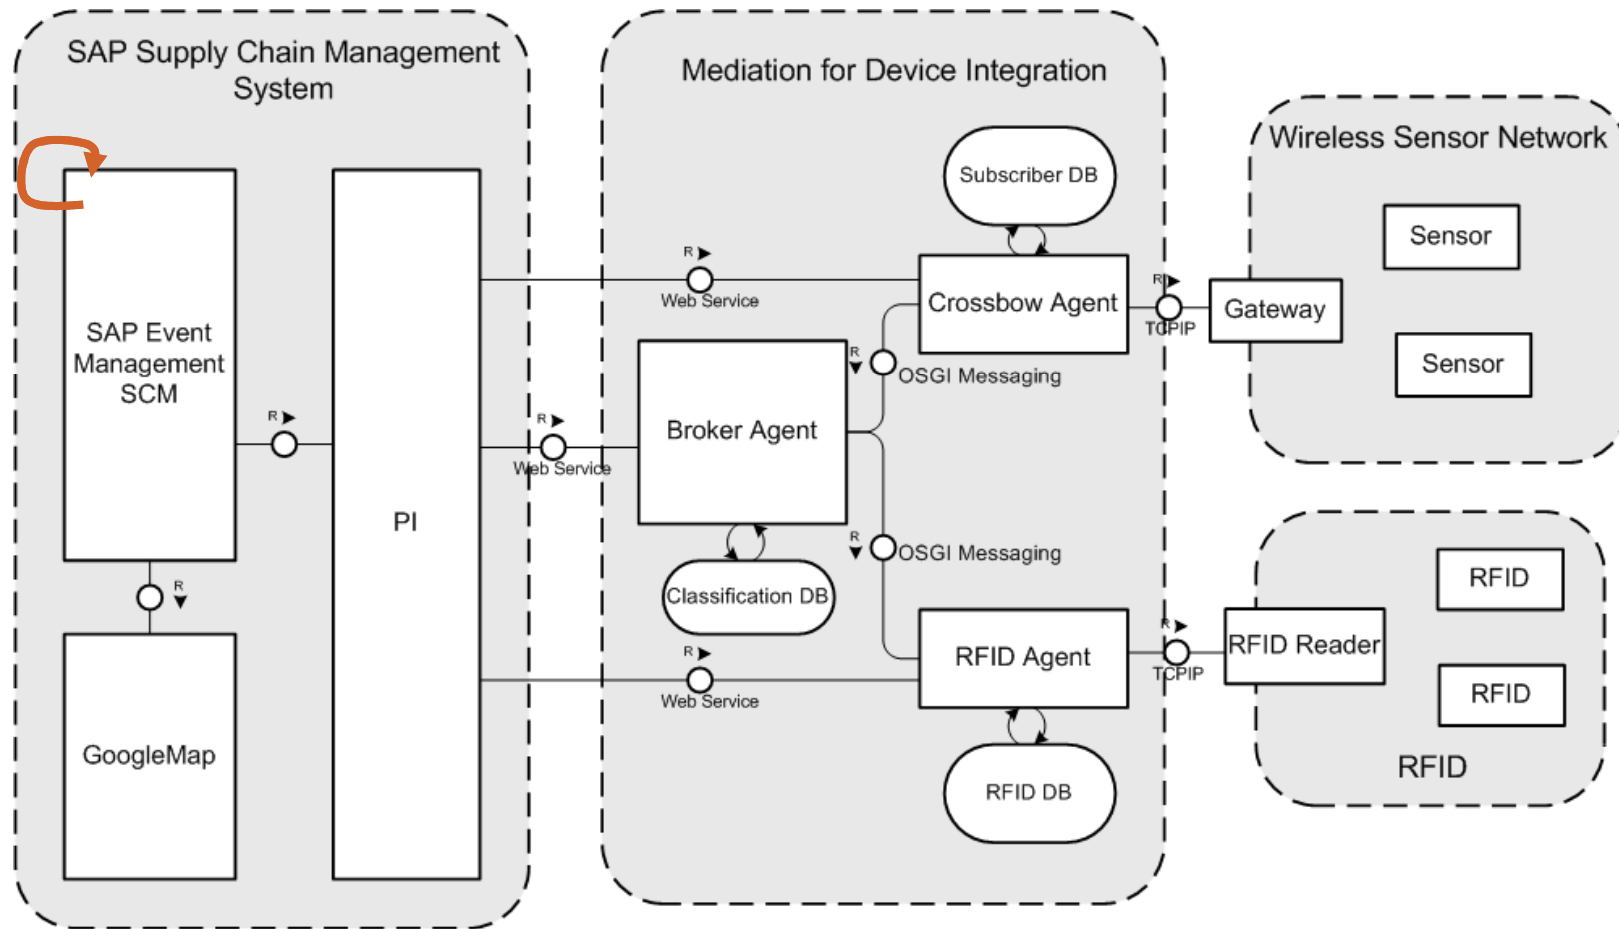 SAP Supply Chain Management
System
SAP Event
Management
SCM
R
R
GoogleMap
PI
R
Web Service
Mediation for Device Integration
Subscriber DB
R
Web Service
Crossbow Agent
R
TCPIP
R
OSGI Messaging
Broker Agent
R
OSGI Messaging
Classification DB
R
Web Service
RFID Agent
R
TCPIP
RFID DB
Wireless Sensor Network
Sensor
Gateway
Sensor
RFID
RFID Reader
RFID
RFID